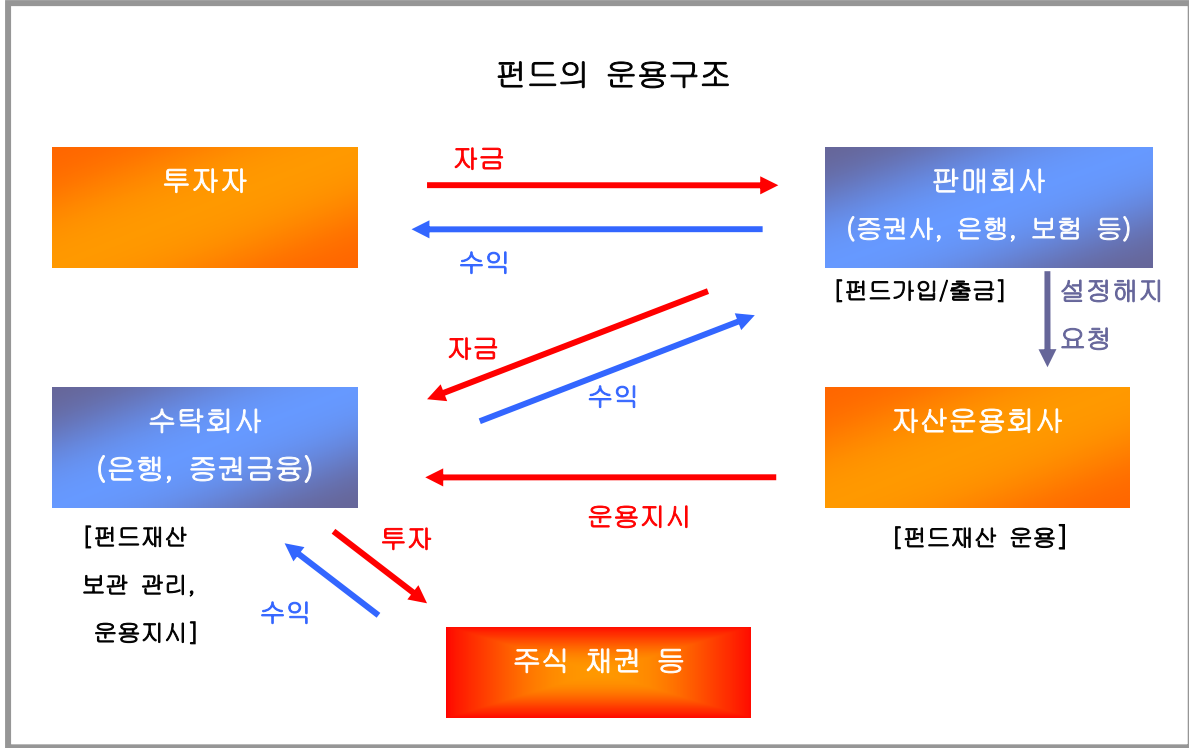 펀드의 운용구조
투자자
자금
수익
판매회사
(증권사, 은행, 보험 등)
[펀드가입/출금]
설정해지
요청
자금
수익
수탁회사
(은행, 증권금융)
자산운용회사
운용지시
[펀드재산
보관 관리,
운용지시]
[펀드재산 운용]
투자
수익
주식 채권 등